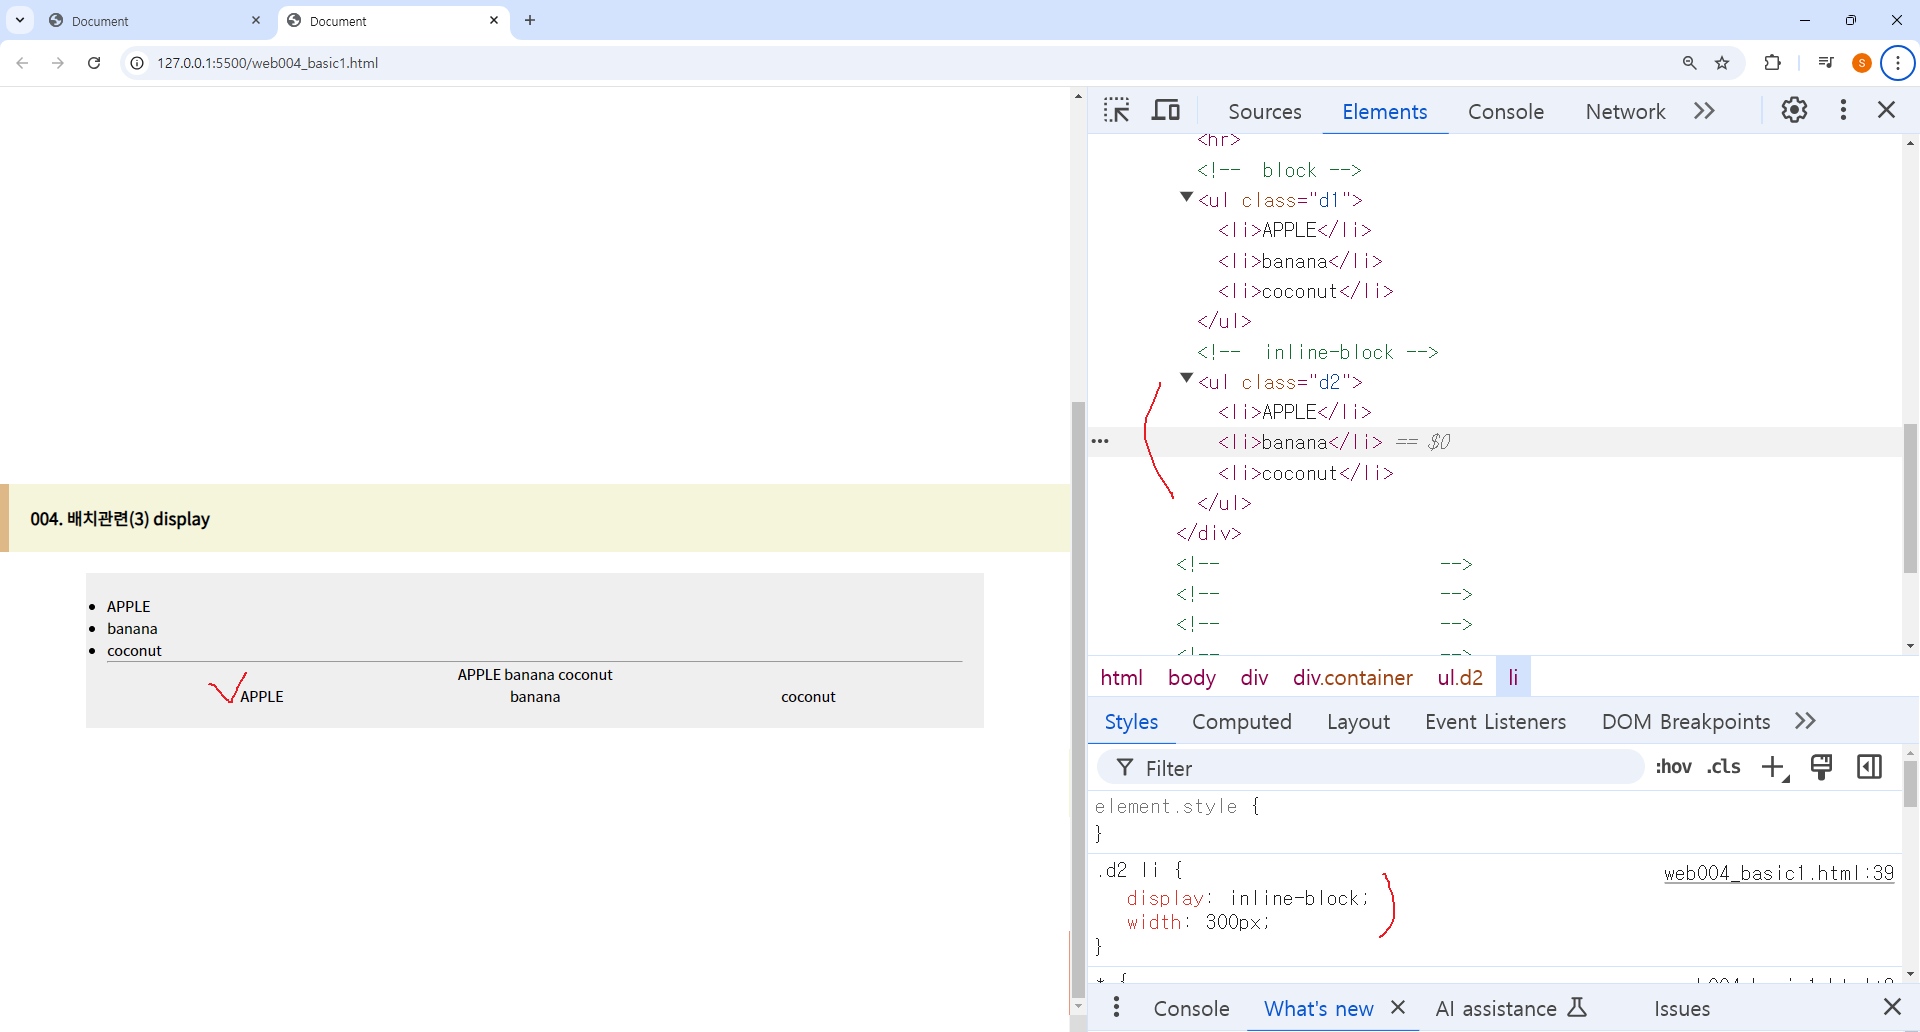 Document
Document
127.0.0.1:5500/web004_basic1.html
S
004. 배치관련(3) display
APPLE
banana
coconut
APPLE banana coconut
APPLE banana coconut
Sources Elements Console Network
<hr>
<!-- block -->
<ul class="d1">
<li>APPLE</li>
<li>banana</li>
<li>coconut</li>
</ul>
<!-- inline-block -->
<ul class="d2">
<li>APPLE</li>
<li>banana</li> == $0
<li>coconut</li>
</ul>
</div>
<!-- -->
<!-- -->
<!-- -->
<!-- -->
html body div div.container ul.d2 li
Styles Computed Layout Event Listeners DOM Breakpoints
Filter :hov .cls
element.style {
}
.d2 li { web004_basic1.html:39
display: inline-block;
width: 300px;
}
* {
Console What's new AI assistance Issues